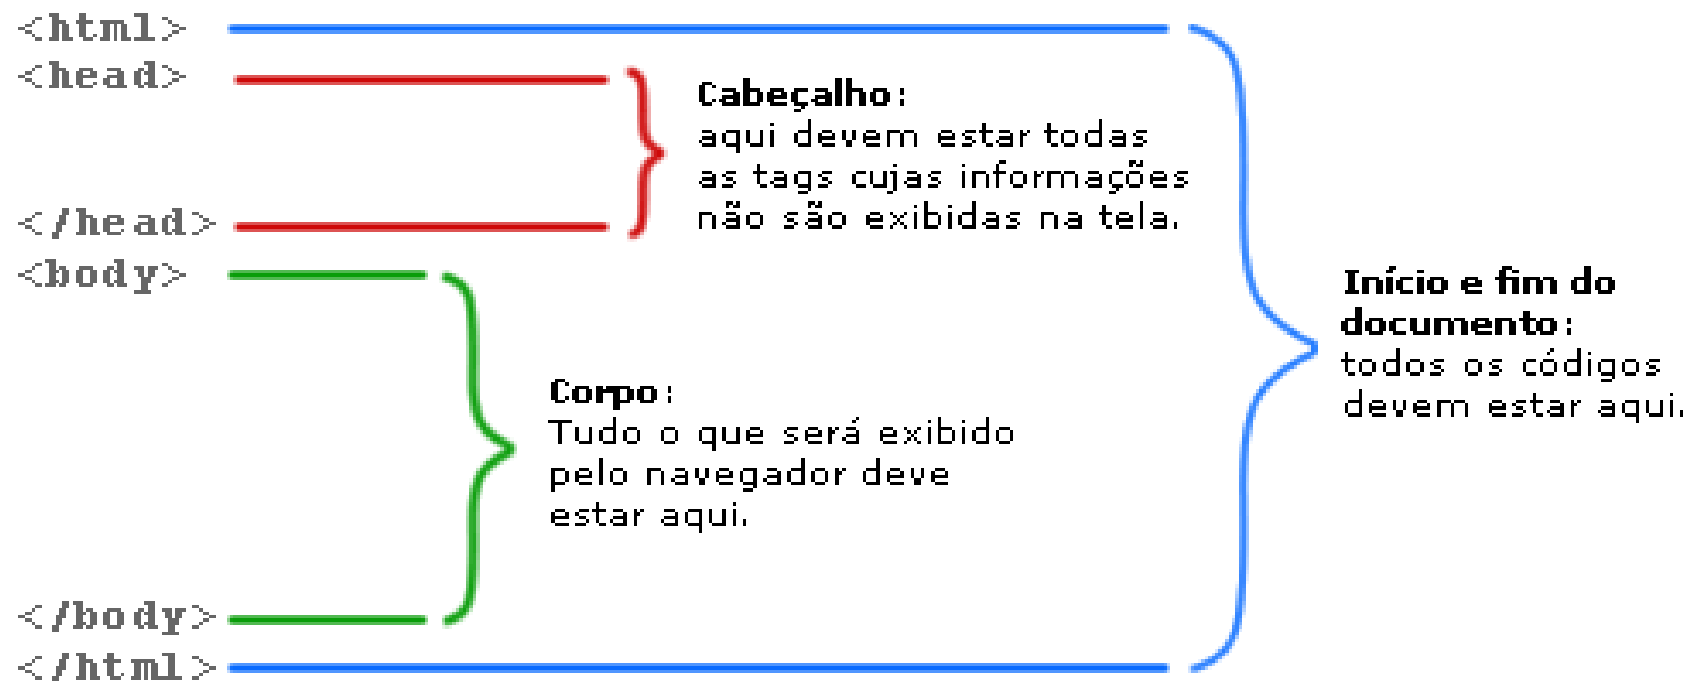 <html>
<head>
Cabeçalho:
aqui devem estar todas
as tags cujas informações
não são exibidas na tela.
</head>
<body>
Início e fim do
documento:
todos os códigos
devem estar aqui.
Corpo:
Tudo o que será exibido
pelo navegador deve
estar aqui.
</body>
</html>